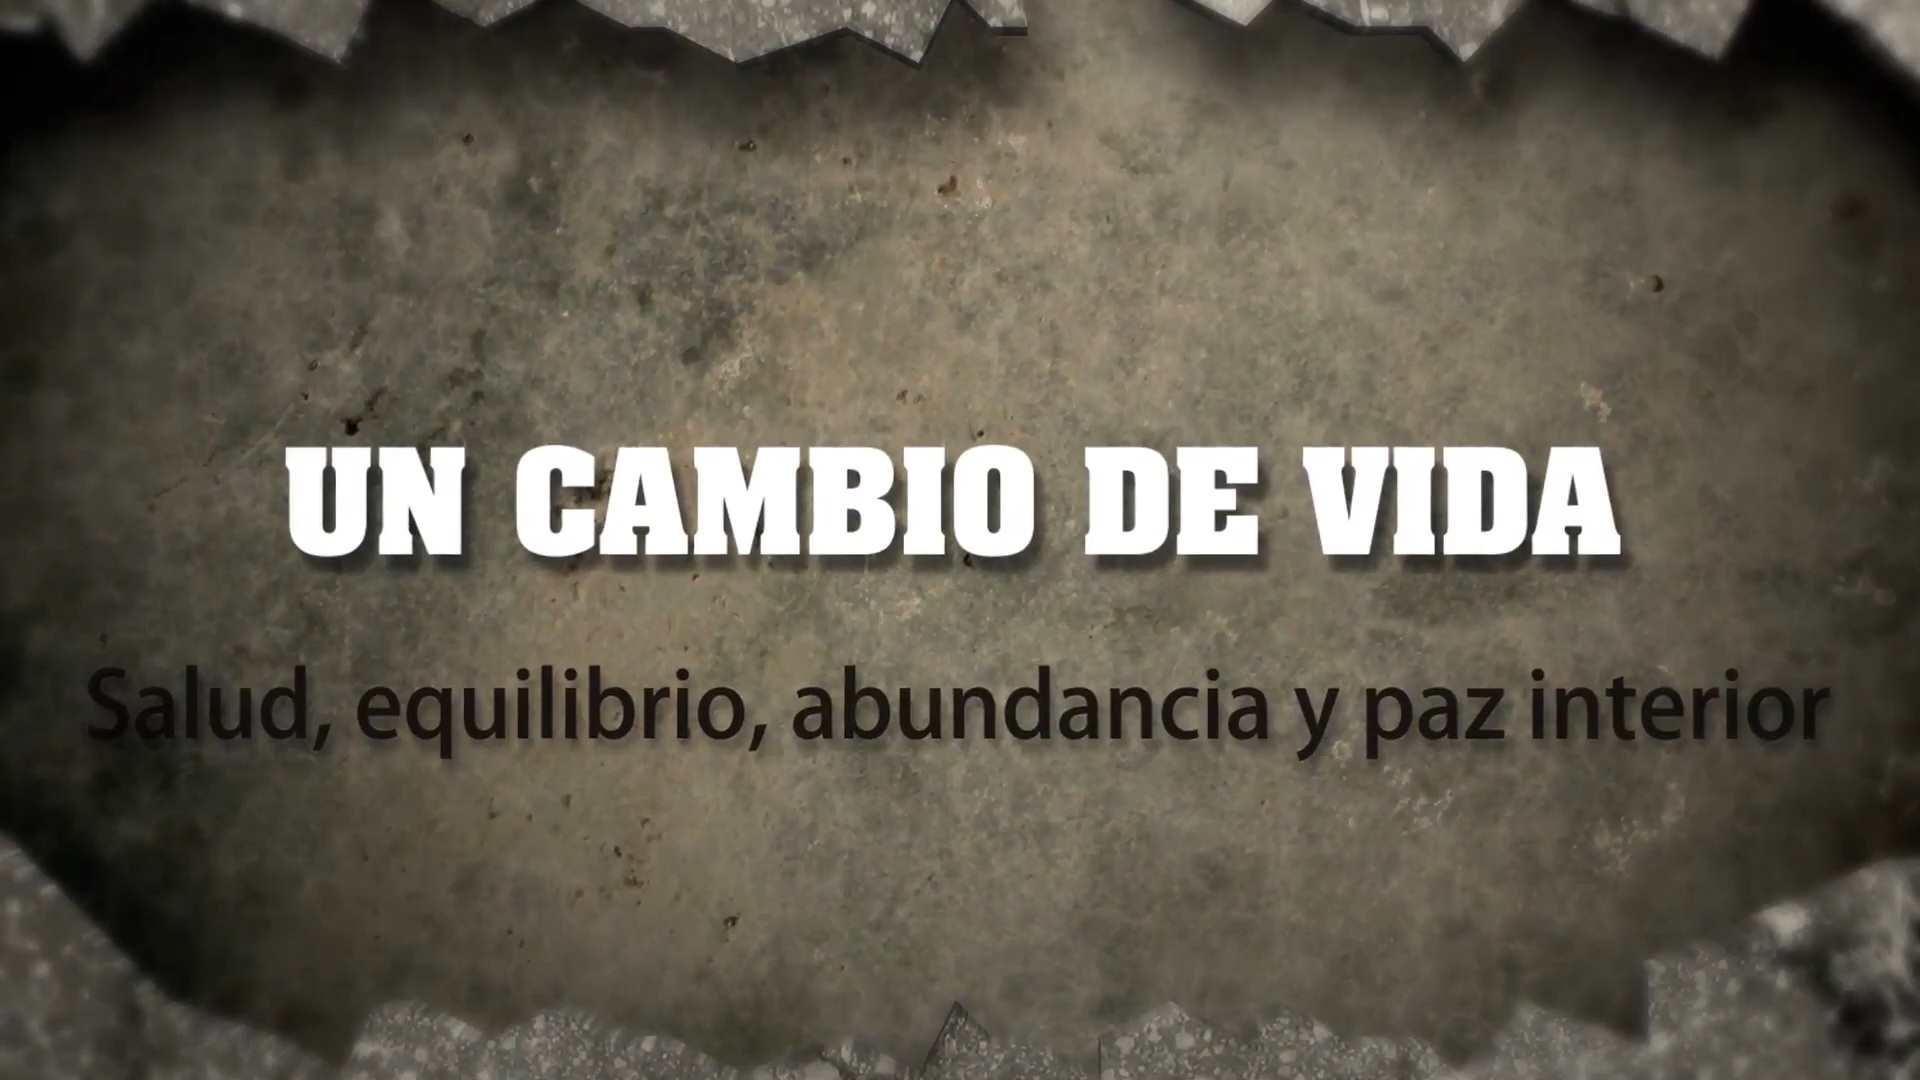 UN CAMBIO DE VIDA
Salud, equilibrio, abundancia y paz interior